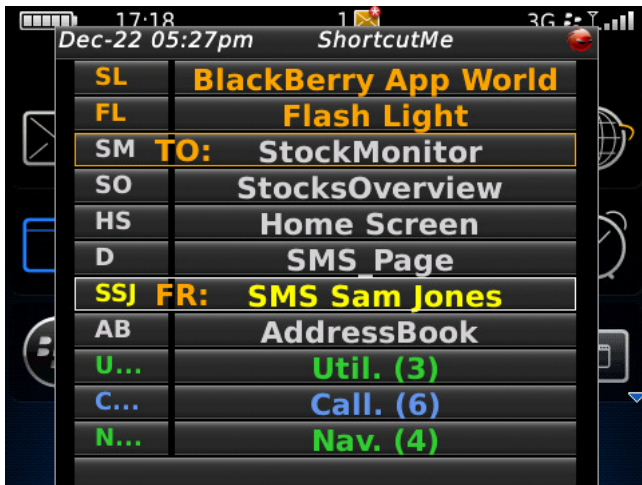 17:18 1 3G
Dec-22 05:27pm ShortcutMe
SL BlackBerry App World
FL Flash Light
SM TO: StockMonitor
SO StocksOverview
HS Home Screen
D SMS_Page
SSJ FR: SMS Sam Jones
AB AddressBook
U... Util. (3)
C... Call. (6)
N... Nav. (4)